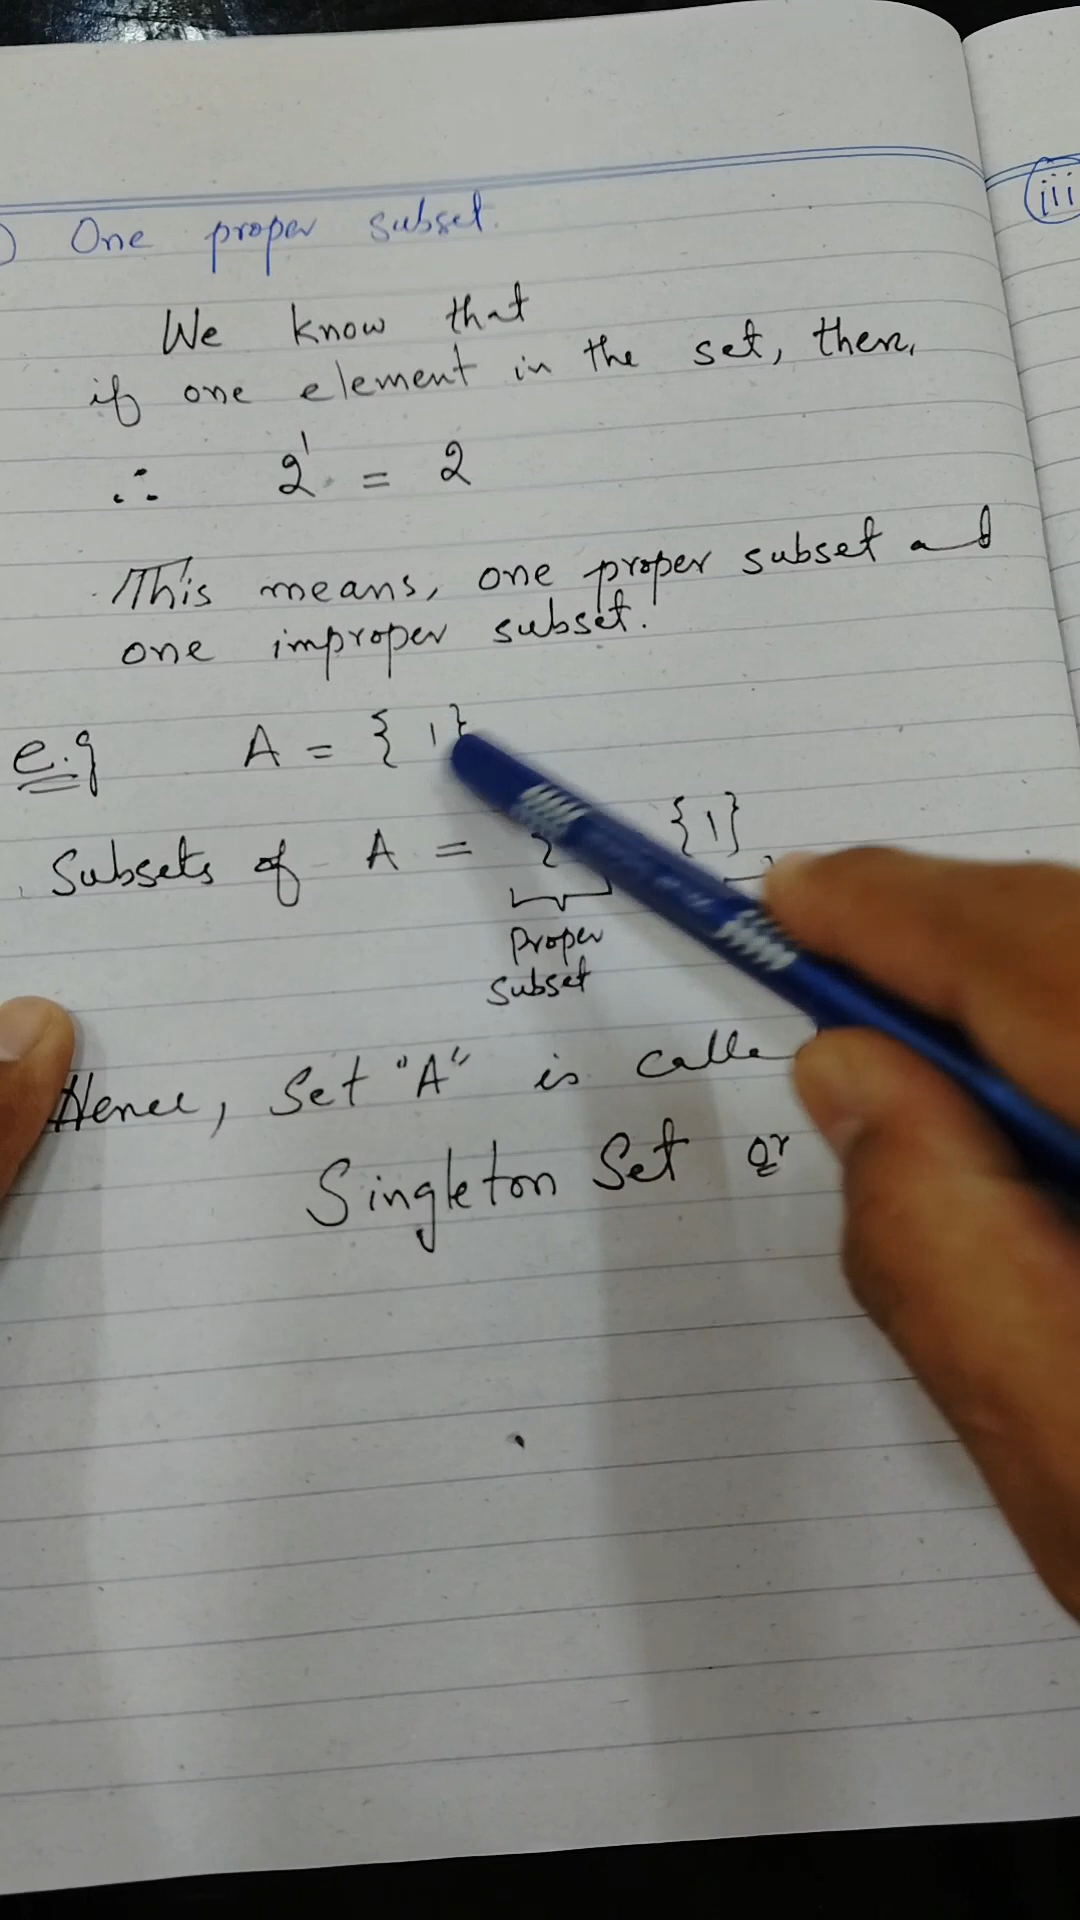 One proper subset.
iii
We know that
if one element in the set, then,
∴ 2¹ = 2
This means, one proper subset and
one improper subset.
e.g A = { 1 }
Subsets of A = { {1}
Proper
subset
Hence, Set "A" is
Singleton Set or